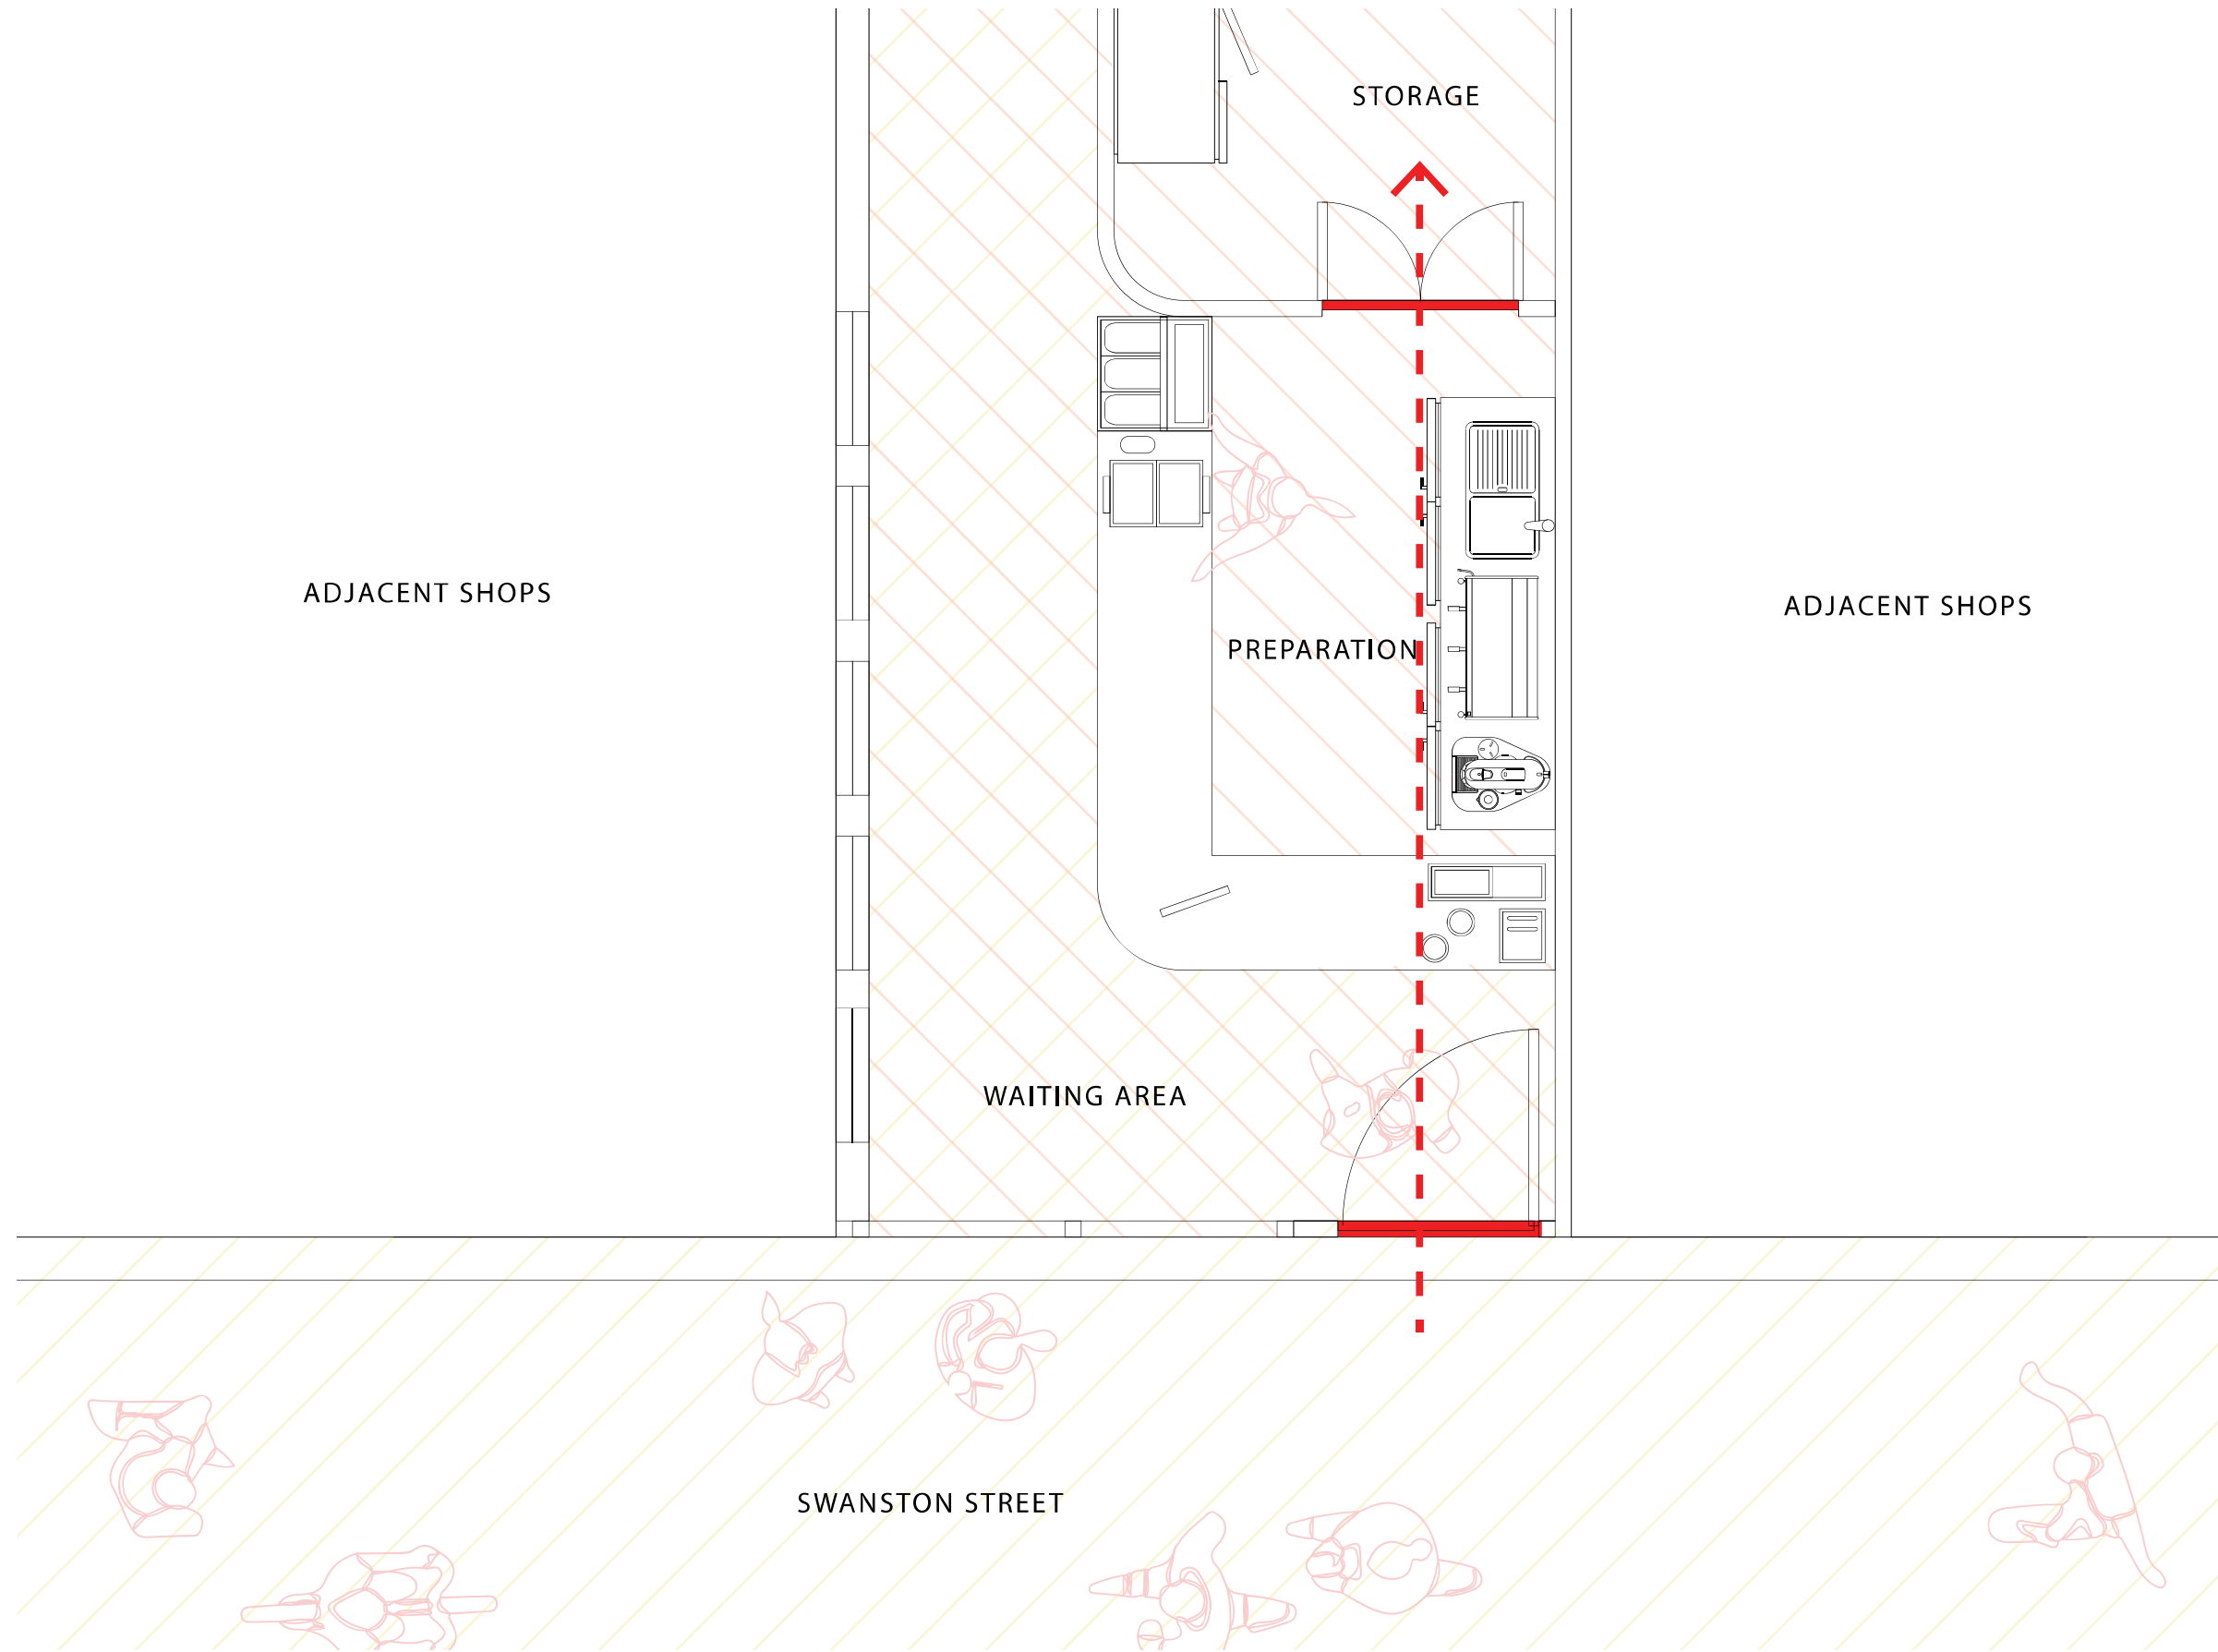 STORAGE
ADJACENT SHOPS
ADJACENT SHOPS
PREPARATION
WAITING AREA
SWANSTON STREET